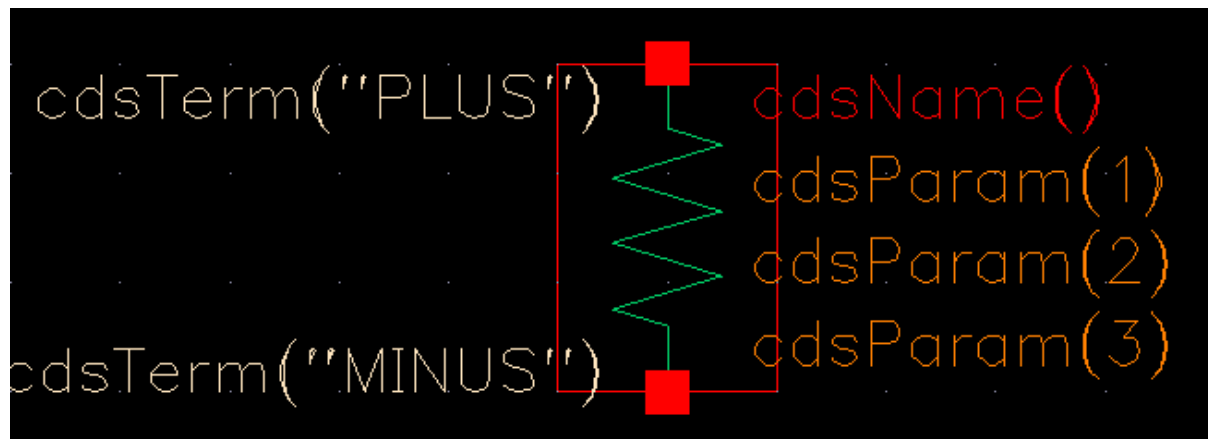 cdsTerm("PLUS")
cdsName()
cdsParam(1)
cdsParam(2)
cdsParam(3)
cdsTerm("MINUS")